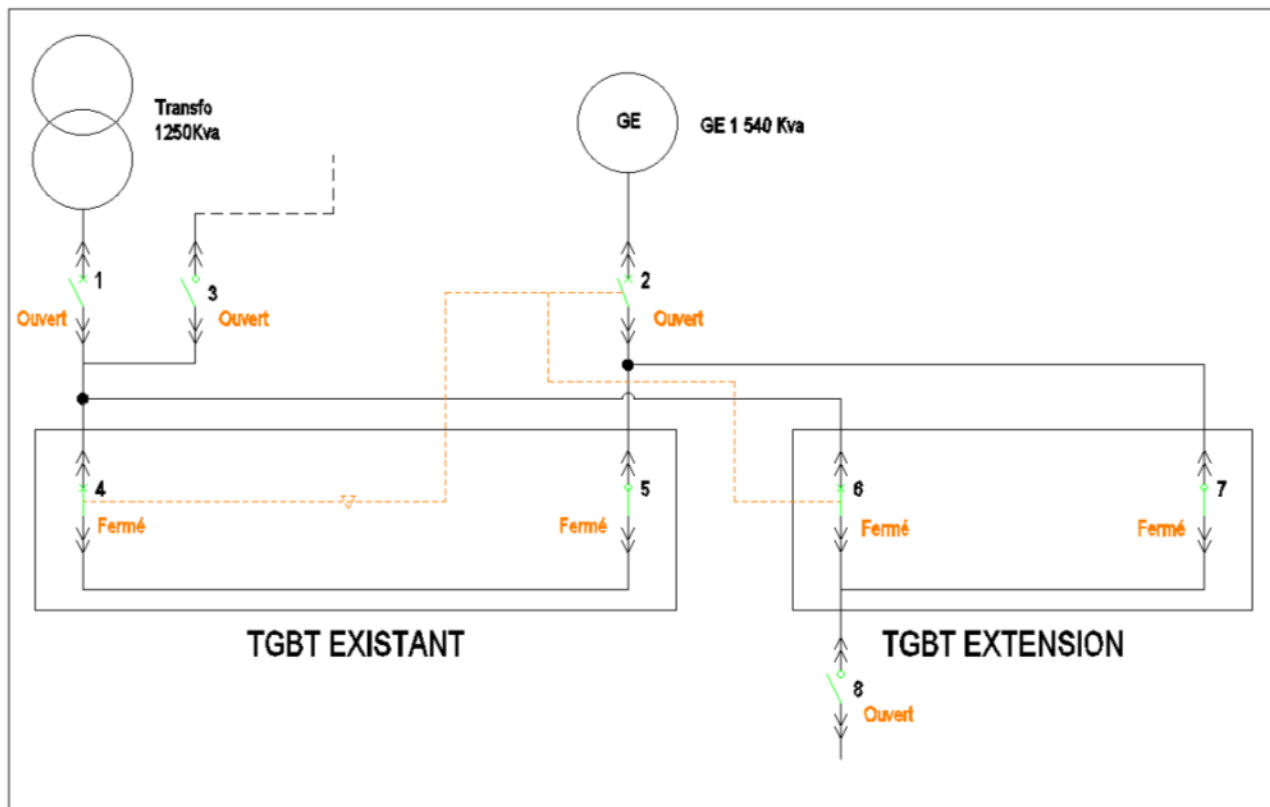 Transfo
1250Kva
GE
GE 1 540 Kva
1
3
2
Ouvert
Ouvert
Ouvert
4
5
6
7
Fermé
Fermé
Fermé
Fermé
TGBT EXISTANT
TGBT EXTENSION
8
Ouvert